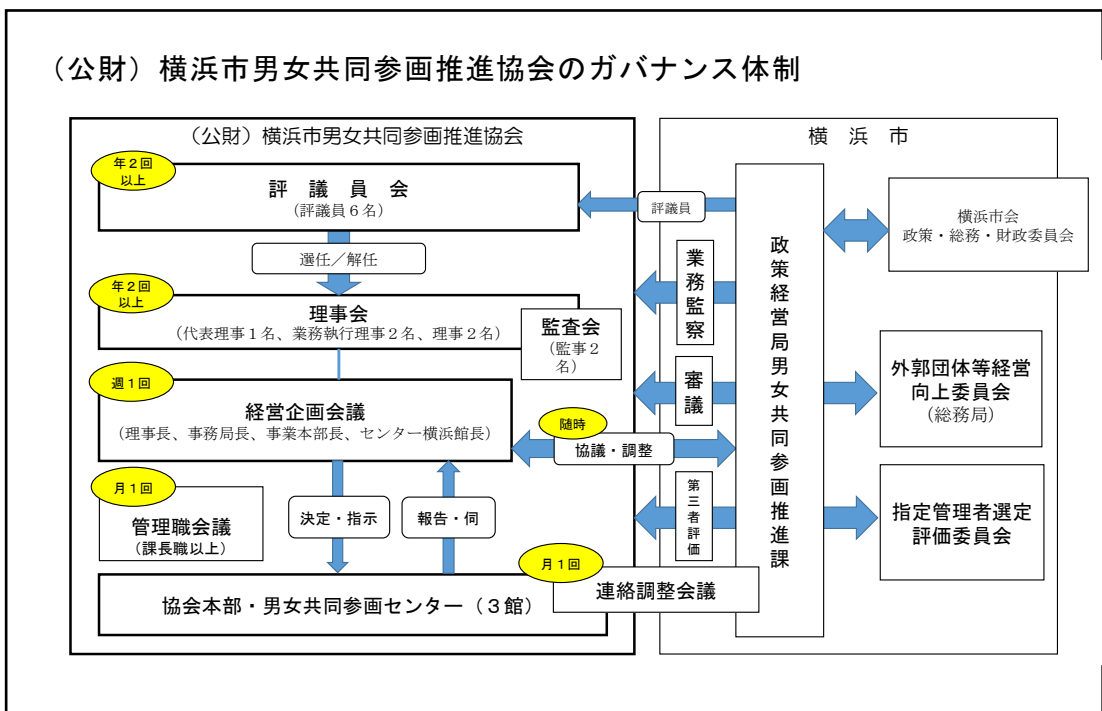 （公財）横浜市男女共同参画推進協会のガバナンス体制
（公財）横浜市男女共同参画推進協会
年２回
以上
評　議　員　会
（評議員６名）
選任／解任
年２回
以上
理事会
（代表理事１名、業務執行理事２名、理事２名）
監査会
（監事２
名）
週１回
経営企画会議
（理事長、事務局長、事業本部長、センター横浜館長）
随時
協議・調整
月１回
管理職会議
（課長職以上）
決定・指示
報告・伺
月１回
連絡調整会議
協会本部・男女共同参画センター（３館）
評議員
業務監察
審議
第三者評価
横　浜　市
政策経営局男女共同参画推進課
横浜市会
政策・総務・財政委員会
外郭団体等経営
向上委員会
（総務局）
指定管理者選定
評価委員会